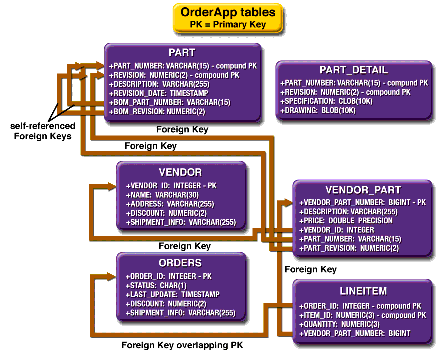 OrderApp tables
PK = Primary Key
PART
+PART_NUMBER: VARCHAR(15) - compund PK
+REVISION: NUMERIC(2) - compound PK
+DESCRIPTION: VARCHAR(255)
+REVISION_DATE: TIMESTAMP
+BOM_PART_NUMBER: VARCHAR(15)
+BOM_REVISION: NUMERIC(2)
PART_DETAIL
+PART_NUMBER: VARCHAR(15) - compound PK
+REVISION: NUMERIC(2) - compound PK
+SPECIFICATION: CLOB(10K)
+DRAWING: BLOB(10K)
self-referenced
Foreign Keys
Foreign Key
Foreign Key
VENDOR
+VENDOR_ID: INTEGER - PK
+NAME: VARCHAR(30)
+ADDRESS: VARCHAR(255)
+DISCOUNT: NUMERIC(2)
+SHIPMENT_INFO: VARCHAR(255)
VENDOR_PART
+VENDOR_PART_NUMBER: BIGINT - PK
+DESCRIPTION: VARCHAR(255)
+PRICE: DOUBLE PRECISION
+VENDOR_ID: INTEGER
+PART_NUMBER: VARCHAR(15)
+PART_REVISION: NUMERIC(2)
Foreign Key
ORDERS
+ORDER_ID: INTEGER - PK
+STATUS: CHAR(1)
+LAST_UPDATE: TIMESTAMP
+DISCOUNT: NUMERIC(2)
+SHIPMENT_INFO: VARCHAR(255)
Foreign Key
LINEITEM
+ORDER_ID: INTEGER - compound PK
+ITEM_ID: NUMERIC(3) - compound PK
+QUANTITY: NUMERIC(3)
+VENDOR_PART_NUMBER: BIGINT
Foreign Key overlapping PK